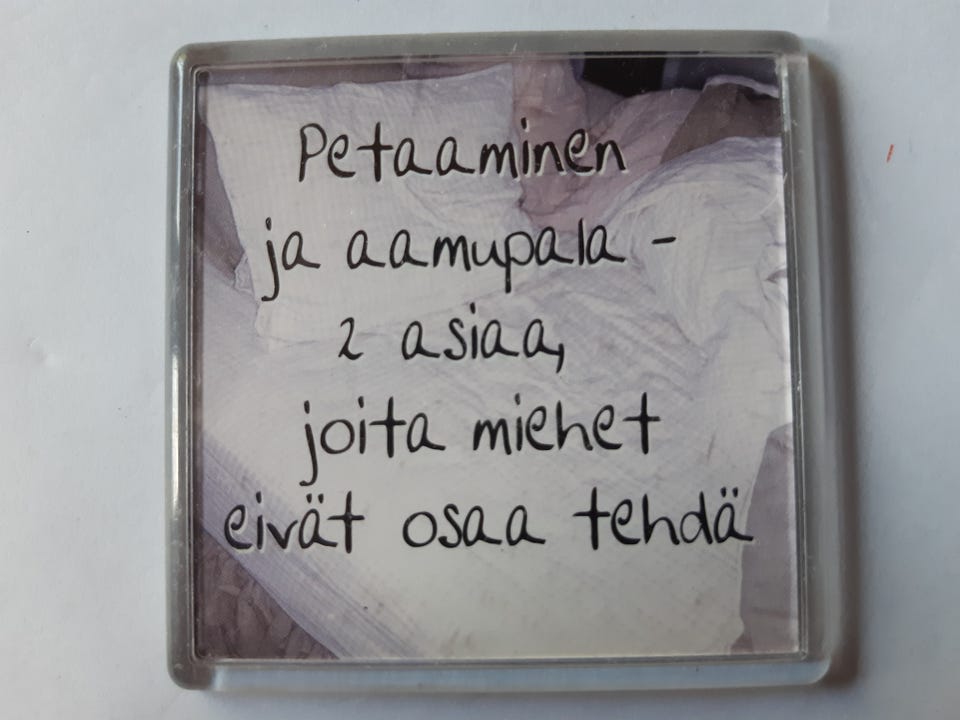 Petaaminen
ja aamupala -
2 asiaa,
joita miehet
eivät osaa tehdä